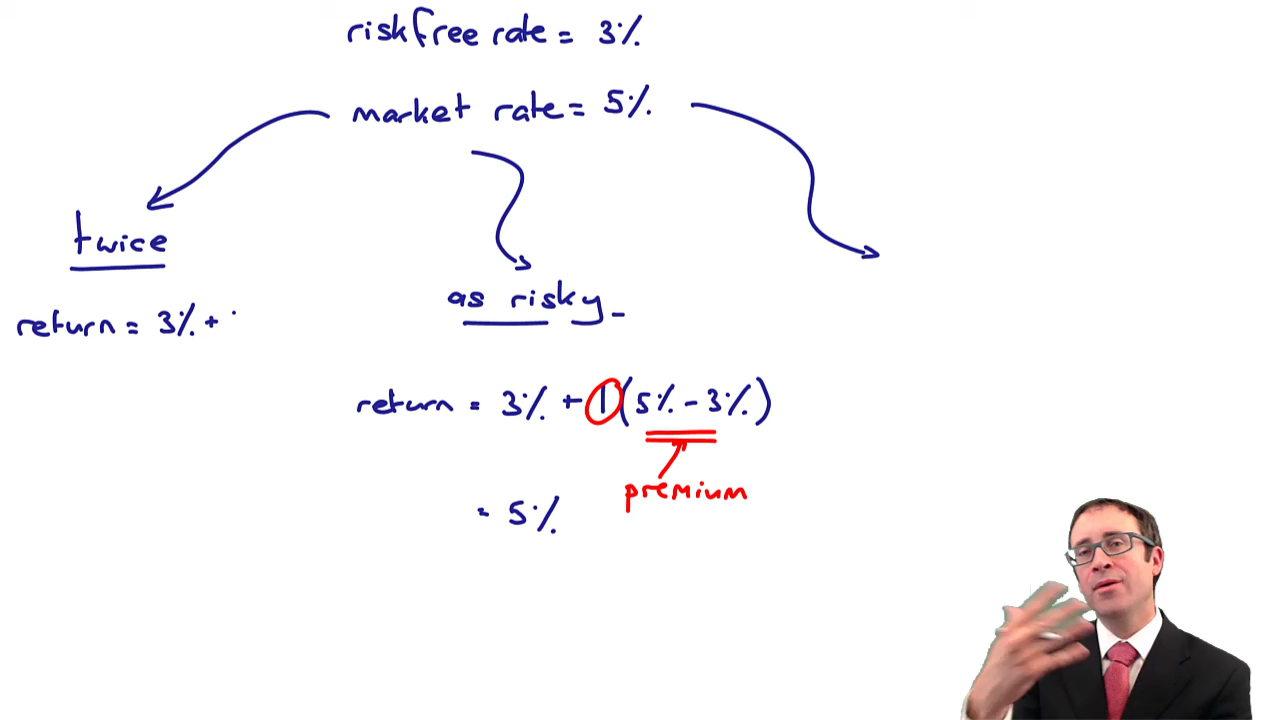 riskfree rate = 3%
market rate = 5%
twice
return = 3% +
as risky
return = 3% + 1(5% - 3%)
premium
= 5%